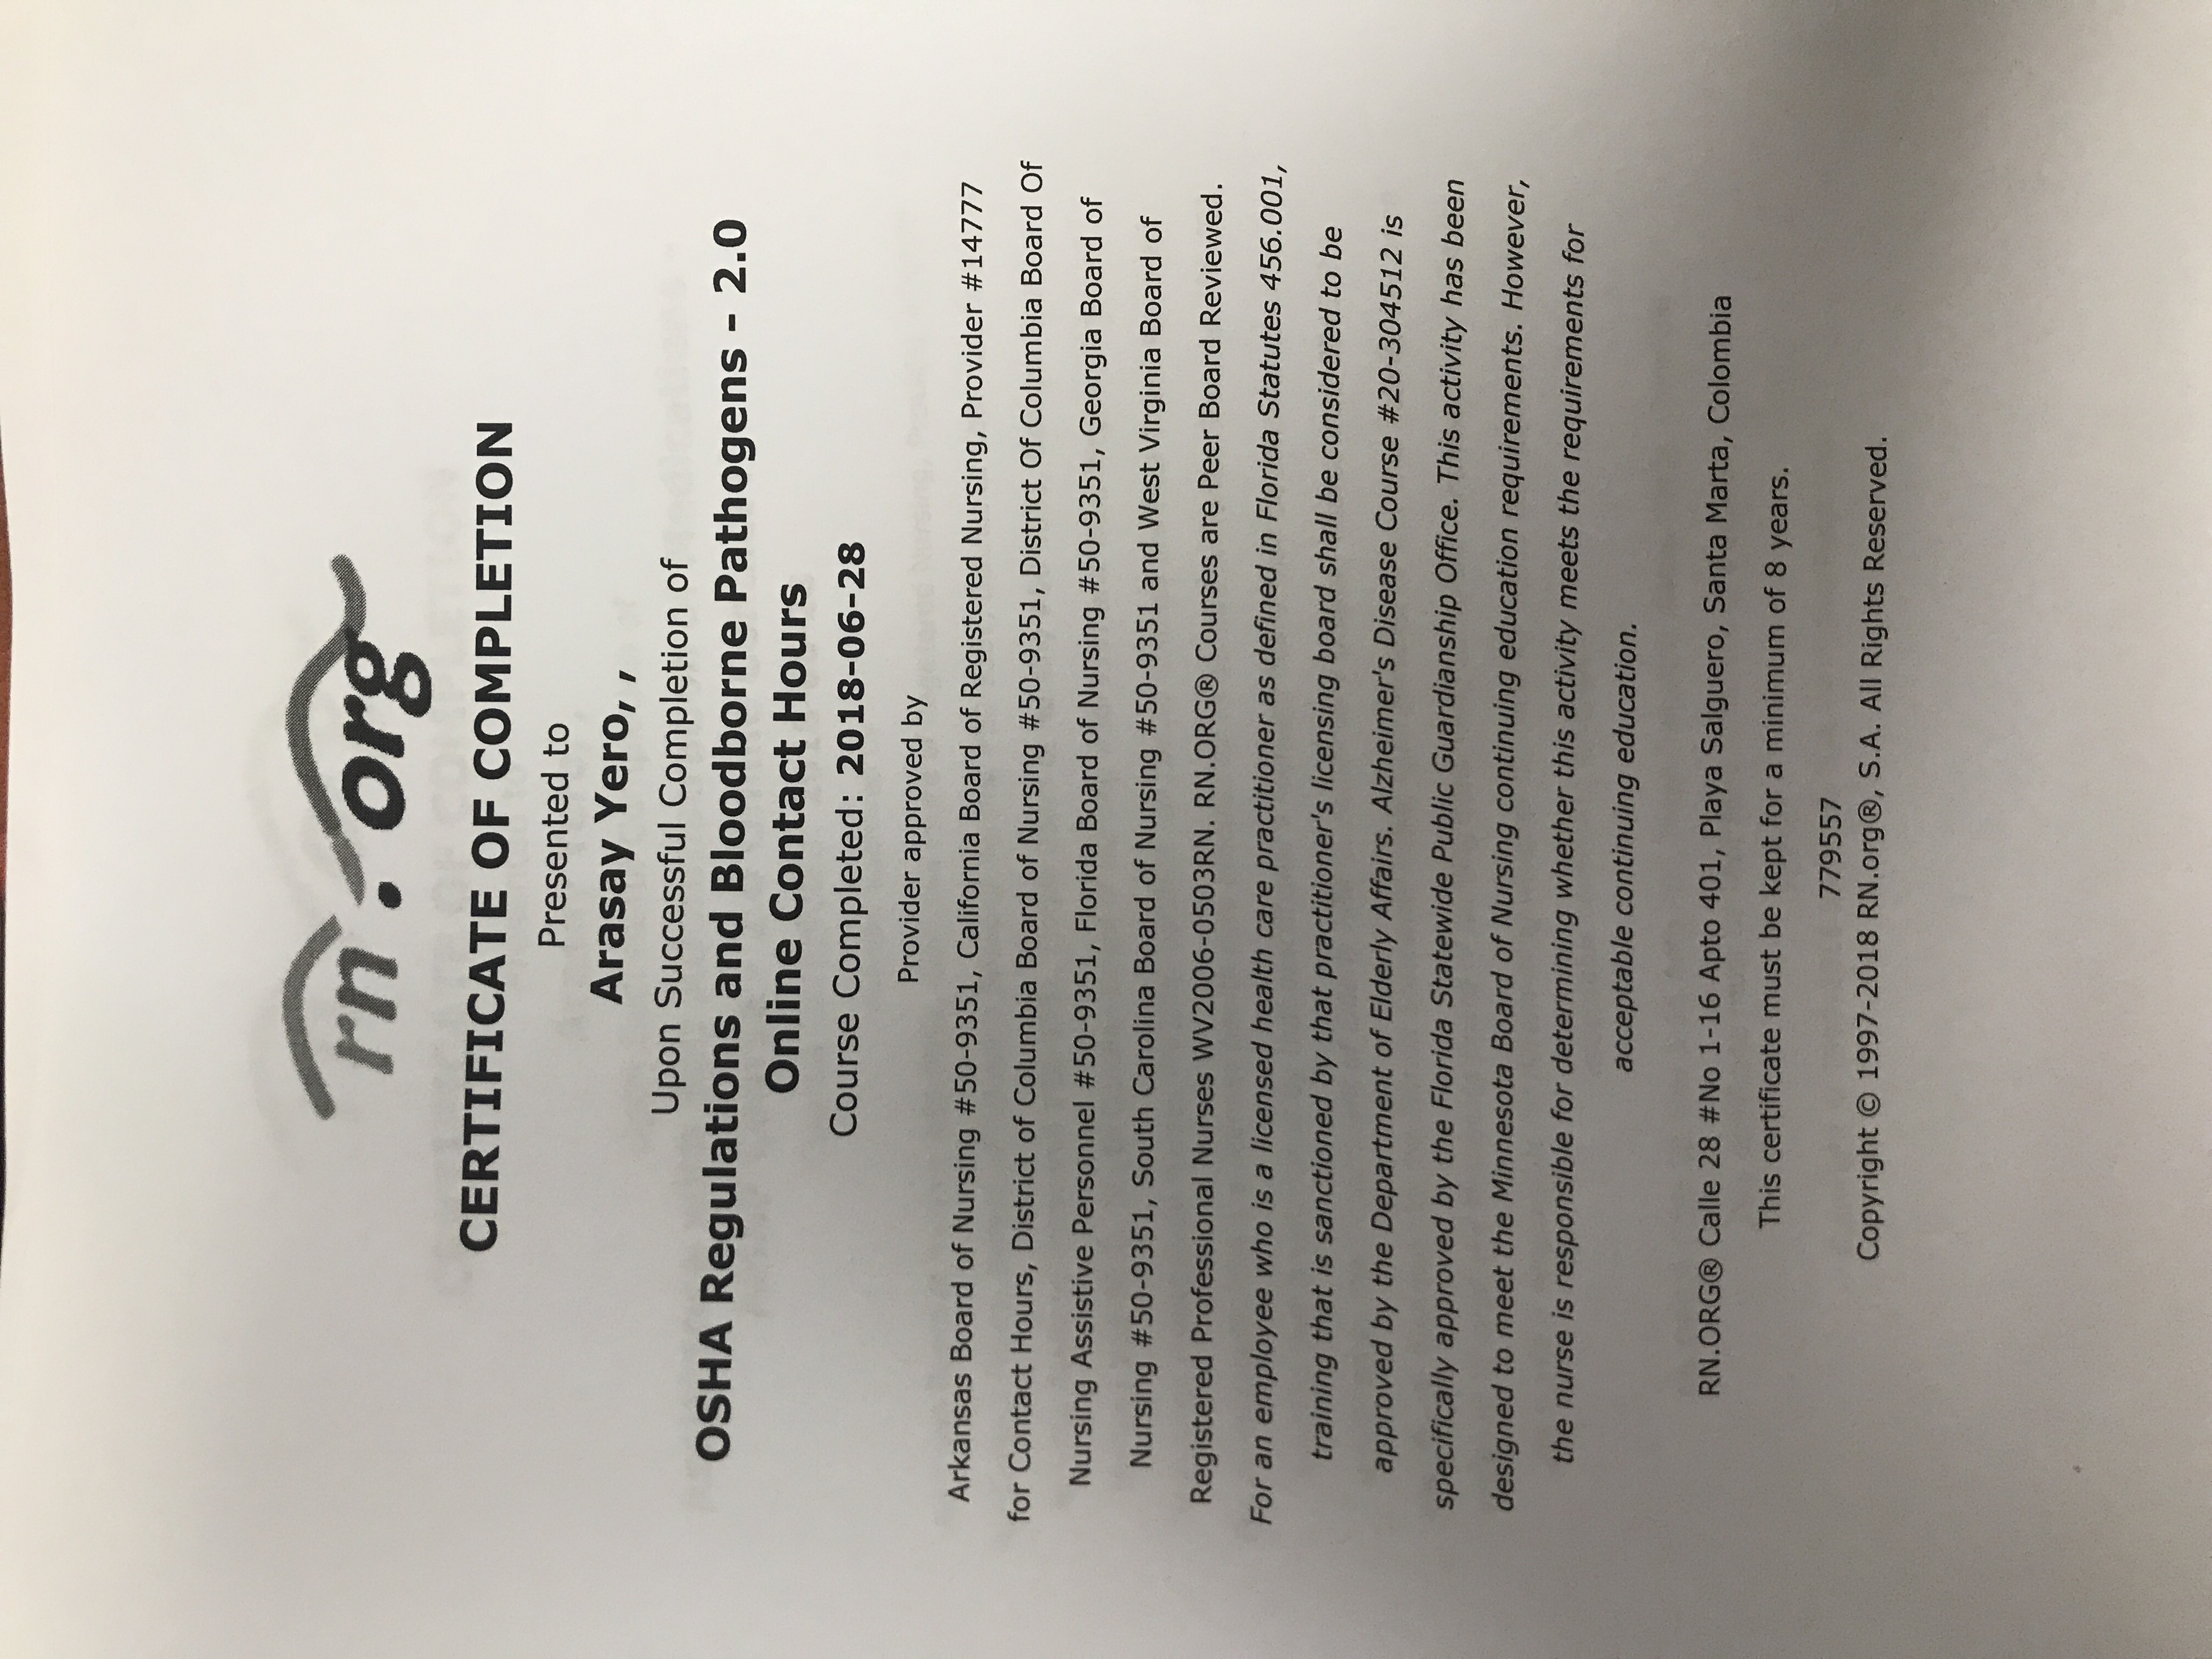 rn.org
CERTIFICATE OF COMPLETION
Presented to
Arasay Yero, ,
Upon Successful Completion of
OSHA Regulations and Bloodborne Pathogens - 2.0
Online Contact Hours
Course Completed: 2018-06-28
Provider approved by
Arkansas Board of Nursing #50-9351, California Board of Registered Nursing, Provider #14777
for Contact Hours, District of Columbia Board of Nursing #50-9351, District Of Columbia Board Of
Nursing Assistive Personnel #50-9351, Florida Board of Nursing #50-9351, Georgia Board of
Nursing #50-9351, South Carolina Board of Nursing #50-9351 and West Virginia Board of
Registered Professional Nurses WV2006-0503RN. RN.ORG® Courses are Peer Board Reviewed.
For an employee who is a licensed health care practitioner as defined in Florida Statutes 456.001,
training that is sanctioned by that practitioner's licensing board shall be considered to be
approved by the Department of Elderly Affairs. Alzheimer's Disease Course #20-304512 is
specifically approved by the Florida Statewide Public Guardianship Office. This activity has been
designed to meet the Minnesota Board of Nursing continuing education requirements. However,
the nurse is responsible for determining whether this activity meets the requirements for
acceptable continuing education.
RN.ORG® Calle 28 #No 1-16 Apto 401, Playa Salguero, Santa Marta, Colombia
This certificate must be kept for a minimum of 8 years.
779557
Copyright © 1997-2018 RN.org®, S.A. All Rights Reserved.